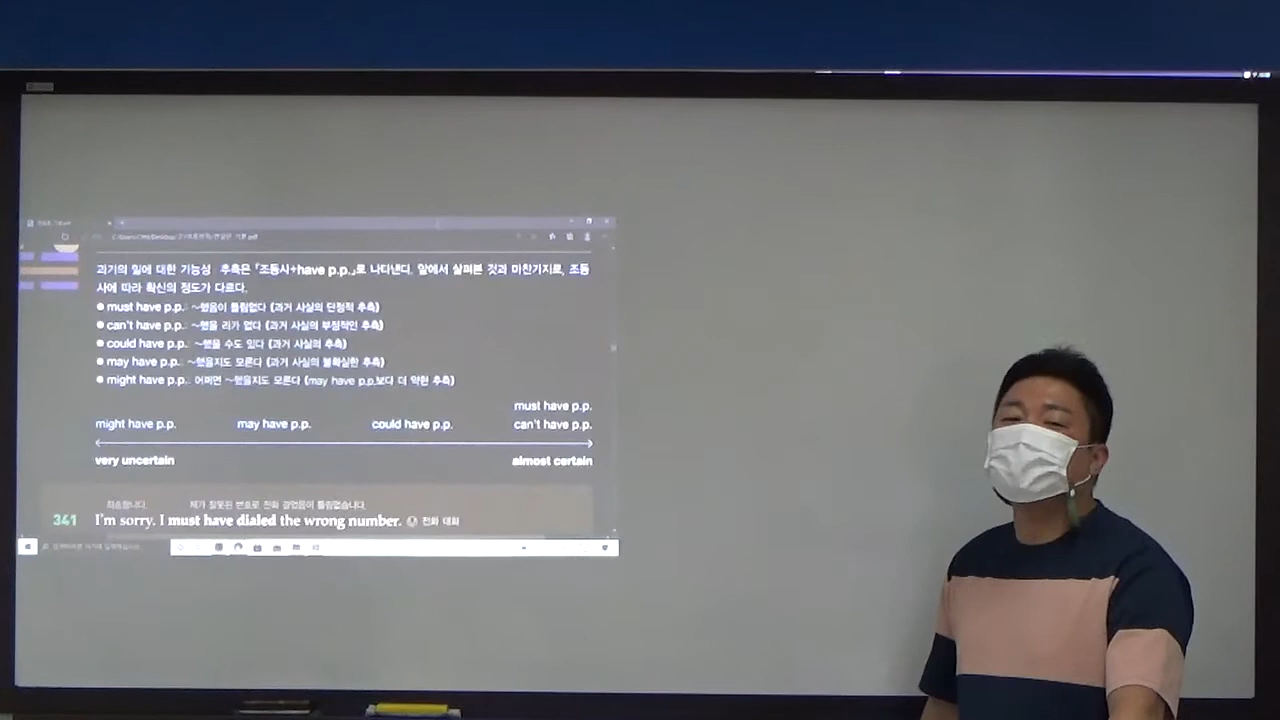 과거의 일에 대한 가능성 추측은 「조동사+have p.p.」로 나타낸다. 앞에서 살펴본 것과 마찬가지로, 조동
사에 따라 확신의 정도가 다르다.
● must have p.p. ~했음이 틀림없다 (과거 사실의 단정적 추측)
● can't have p.p. ~했을 리가 없다 (과거 사실의 부정적인 추측)
● could have p.p. ~했을 수도 있다 (과거 사실의 추측)
● may have p.p. ~했을지도 모른다 (과거 사실의 불확실한 추측)
● might have p.p. 어쩌면 ~했을지도 모른다 (may have p.p.보다 더 약한 추측)
must have p.p.
might have p.p. may have p.p. could have p.p. can't have p.p.
very uncertain almost certain
죄송합니다. 제가 잘못된 번호로 전화 걸었음이 틀림없습니다.
341 I'm sorry. I must have dialed the wrong number. 전화 대화